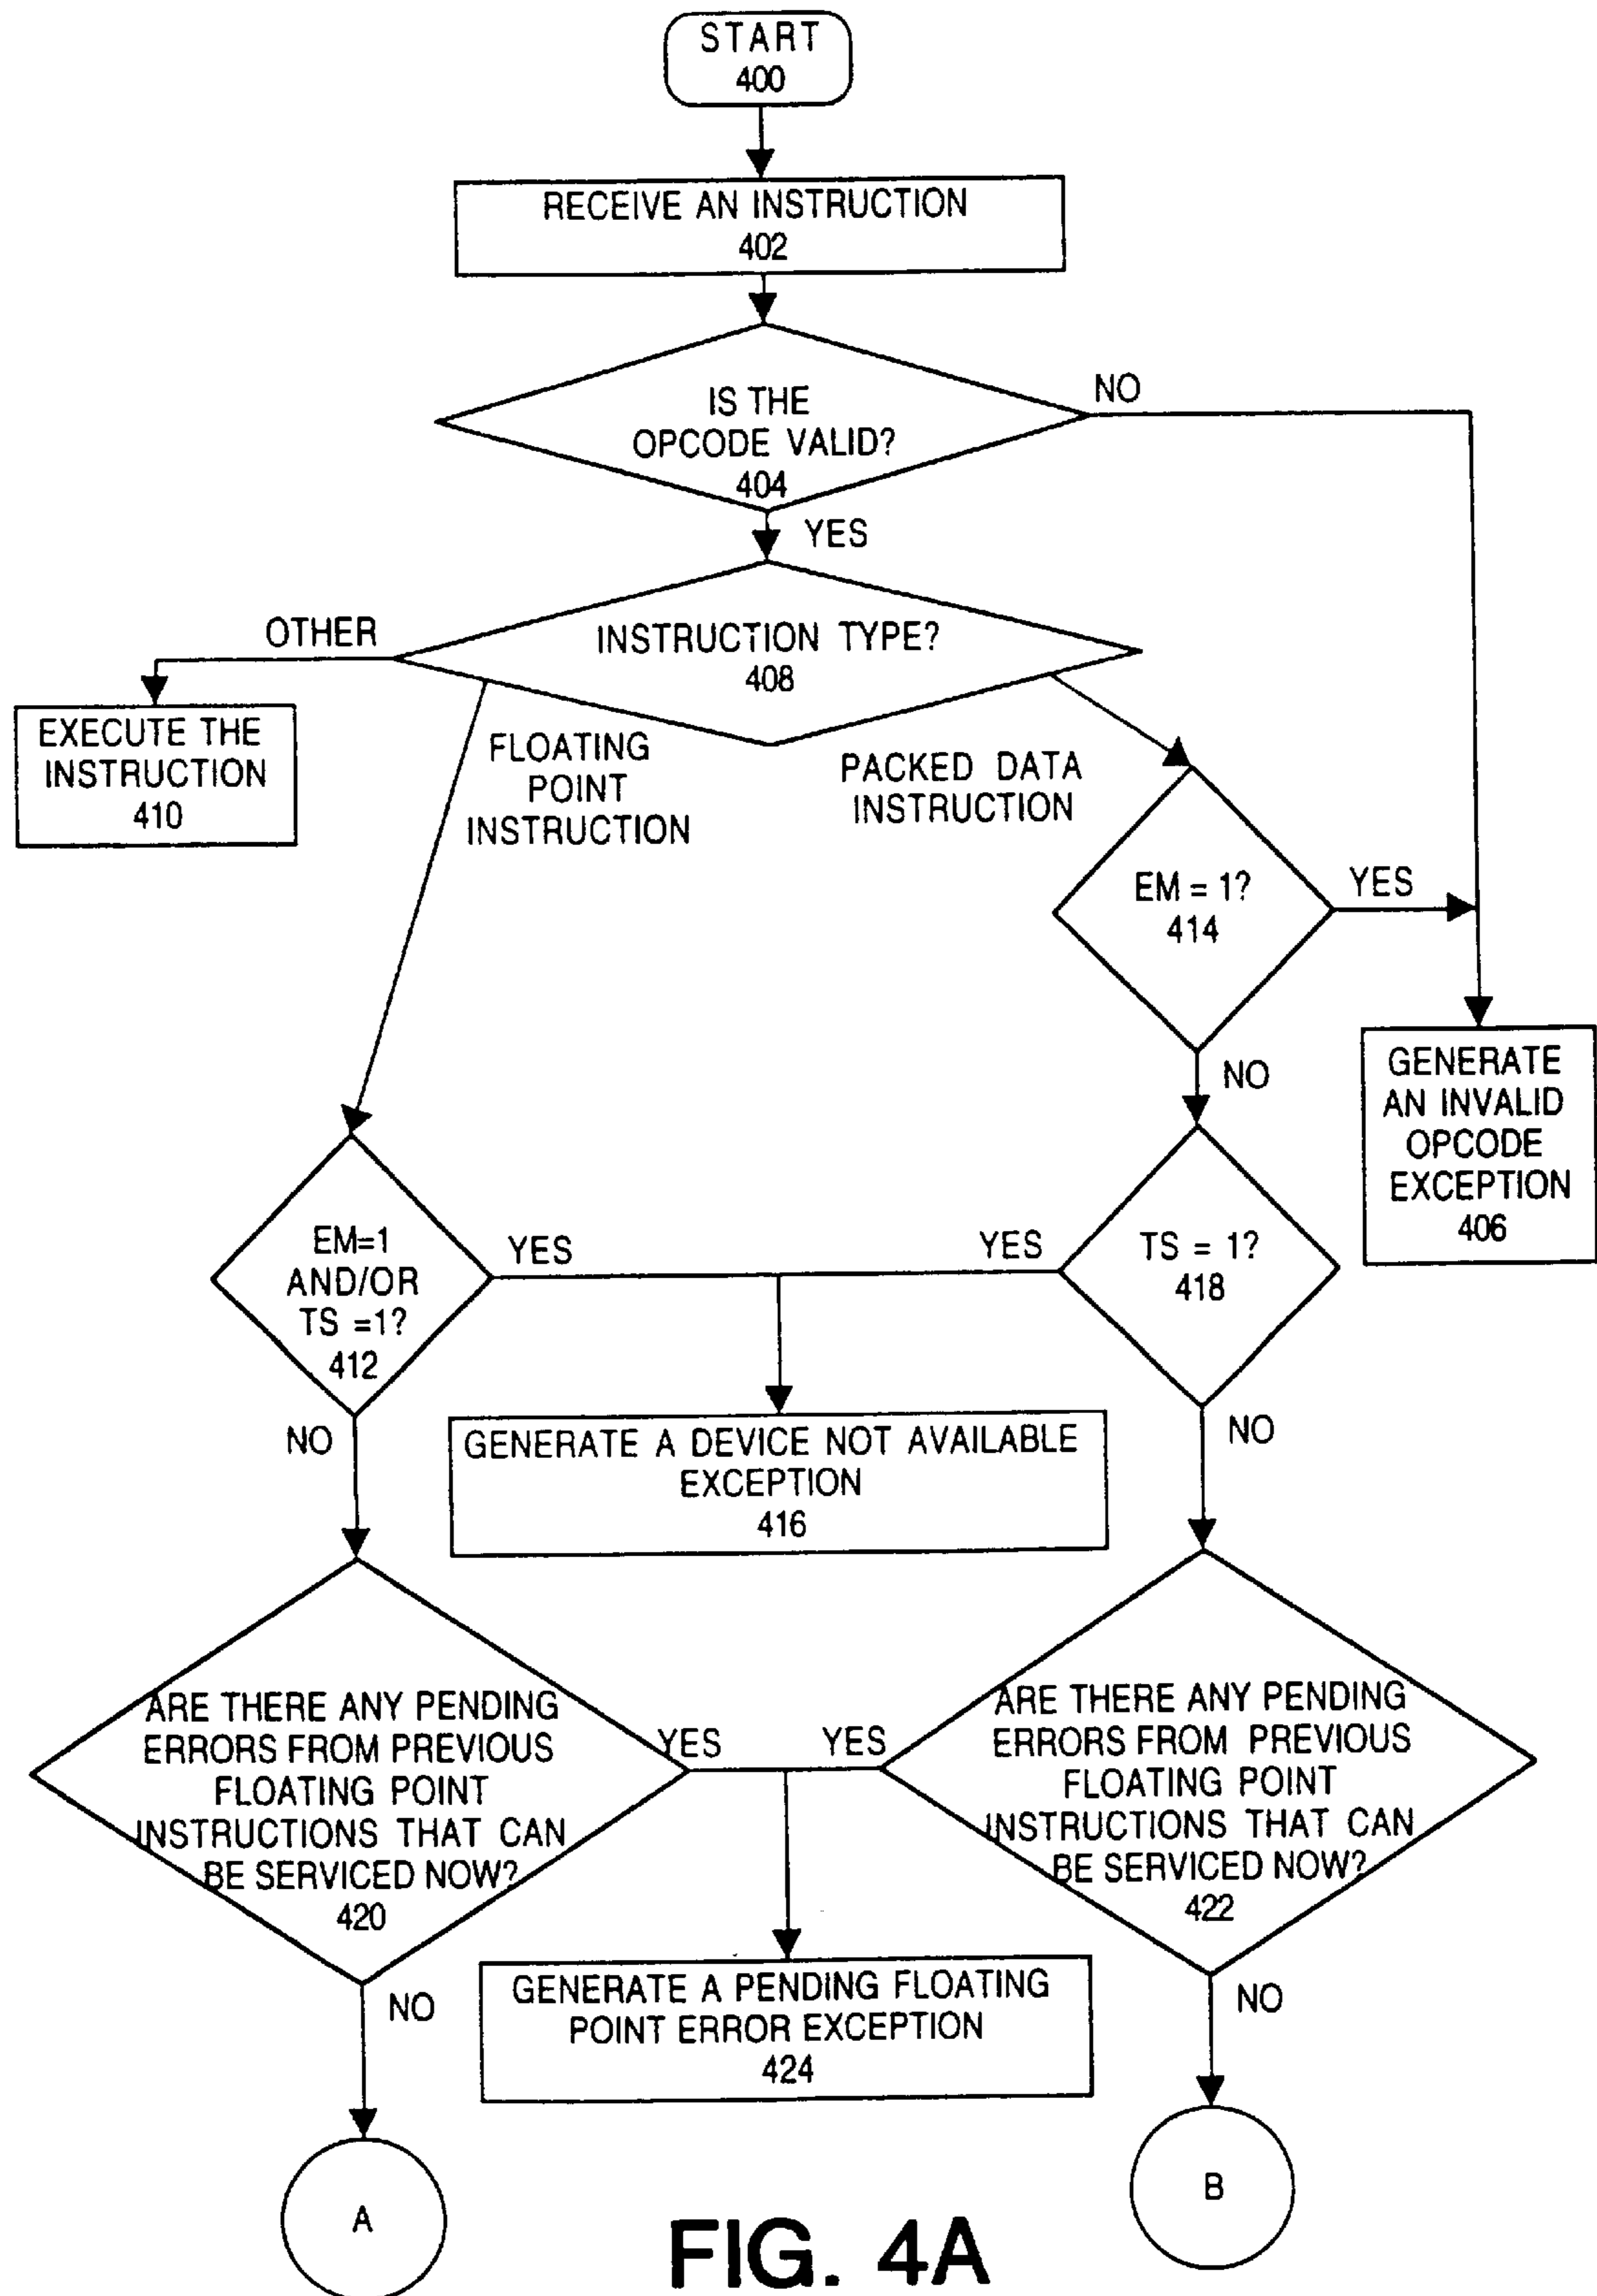 START
400
RECEIVE AN INSTRUCTION
402
IS THE
OPCODE VALID?
404
NO
YES
INSTRUCTION TYPE?
408
OTHER
EXECUTE THE
INSTRUCTION
410
FLOATING
POINT
INSTRUCTION
PACKED DATA
INSTRUCTION
EM = 1?
414
YES
NO
GENERATE
AN INVALID
OPCODE
EXCEPTION
406
EM=1
AND/OR
TS =1?
412
YES
YES
TS = 1?
418
NO
GENERATE A DEVICE NOT AVAILABLE
EXCEPTION
416
NO
ARE THERE ANY PENDING
ERRORS FROM PREVIOUS
FLOATING POINT
INSTRUCTIONS THAT CAN
BE SERVICED NOW?
420
YES
YES
ARE THERE ANY PENDING
ERRORS FROM PREVIOUS
FLOATING POINT
INSTRUCTIONS THAT CAN
BE SERVICED NOW?
422
NO
GENERATE A PENDING FLOATING
POINT ERROR EXCEPTION
424
NO
A
B
FIG. 4A